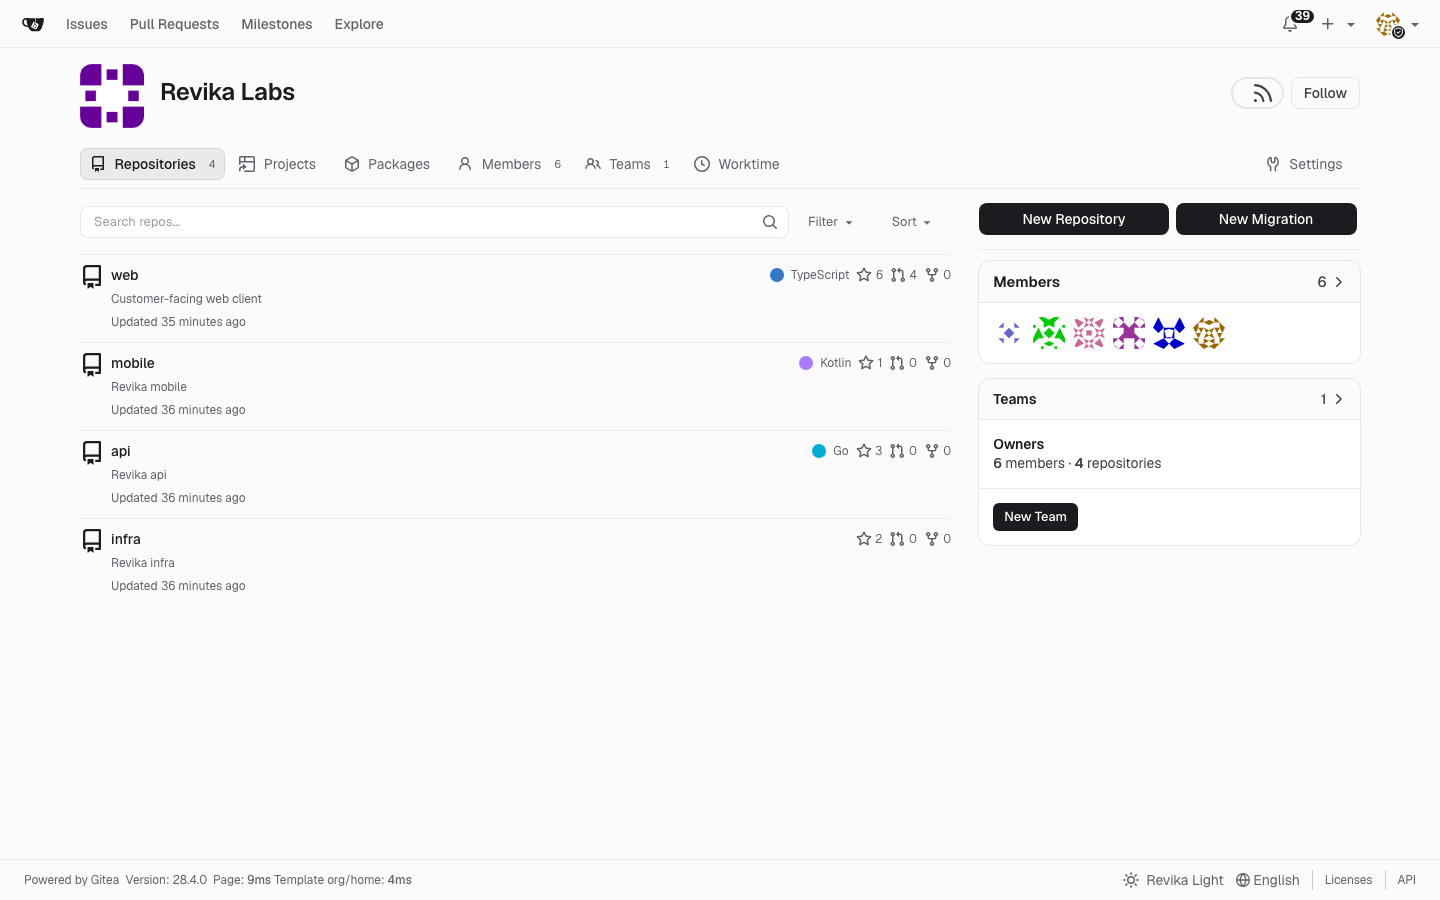 Issues Pull Requests Milestones Explore 39
Revika Labs Follow
Repositories 4 Projects Packages Members 6 Teams 1 Worktime Settings
Search repos... Filter Sort New Repository New Migration
web TypeScript 6 4 0
Customer-facing web client
Updated 35 minutes ago
mobile Kotlin 1 0 0
Revika mobile
Updated 36 minutes ago
api Go 3 0 0
Revika api
Updated 36 minutes ago
infra 2 0 0
Revika infra
Updated 36 minutes ago
Members 6
Teams 1
Owners
6 members · 4 repositories
New Team
Powered by Gitea Version: 28.4.0 Page: 9ms Template org/home: 4ms Revika Light English Licenses API